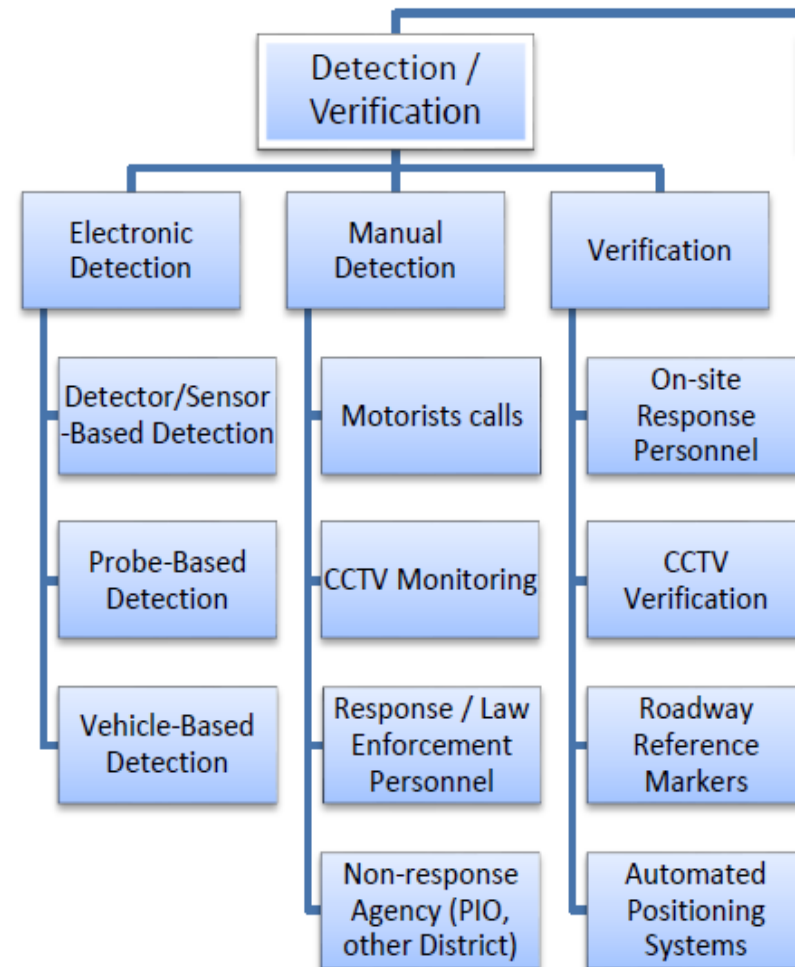 Detection /
Verification
Electronic
Detection
Manual
Detection
Verification
Detector/Sensor
-Based Detection
Motorists calls
On-site
Response
Personnel
Probe-Based
Detection
CCTV Monitoring
CCTV
Verification
Vehicle-Based
Detection
Response / Law
Enforcement
Personnel
Roadway
Reference
Markers
Non-response
Agency (PIO,
other District)
Automated
Positioning
Systems